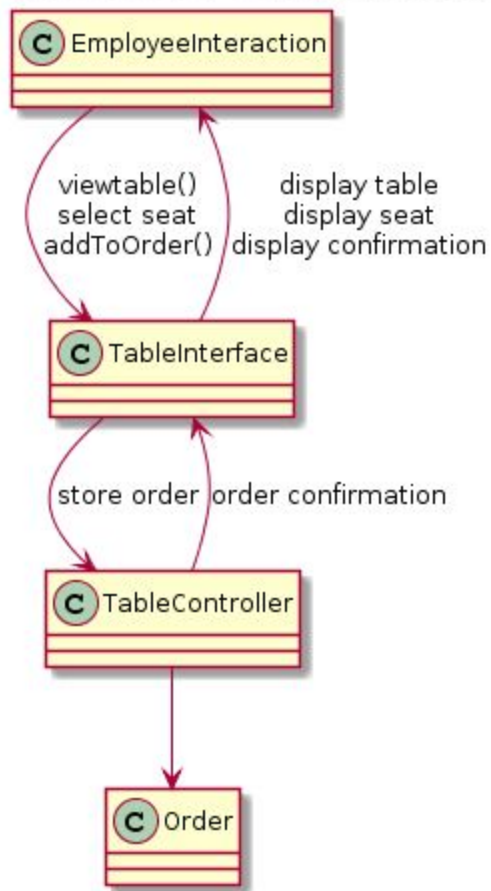 C EmployeeInteraction
viewtable()
select seat
addToOrder()
display table
display seat
display confirmation
C TableInterface
store order
order confirmation
C TableController
C Order